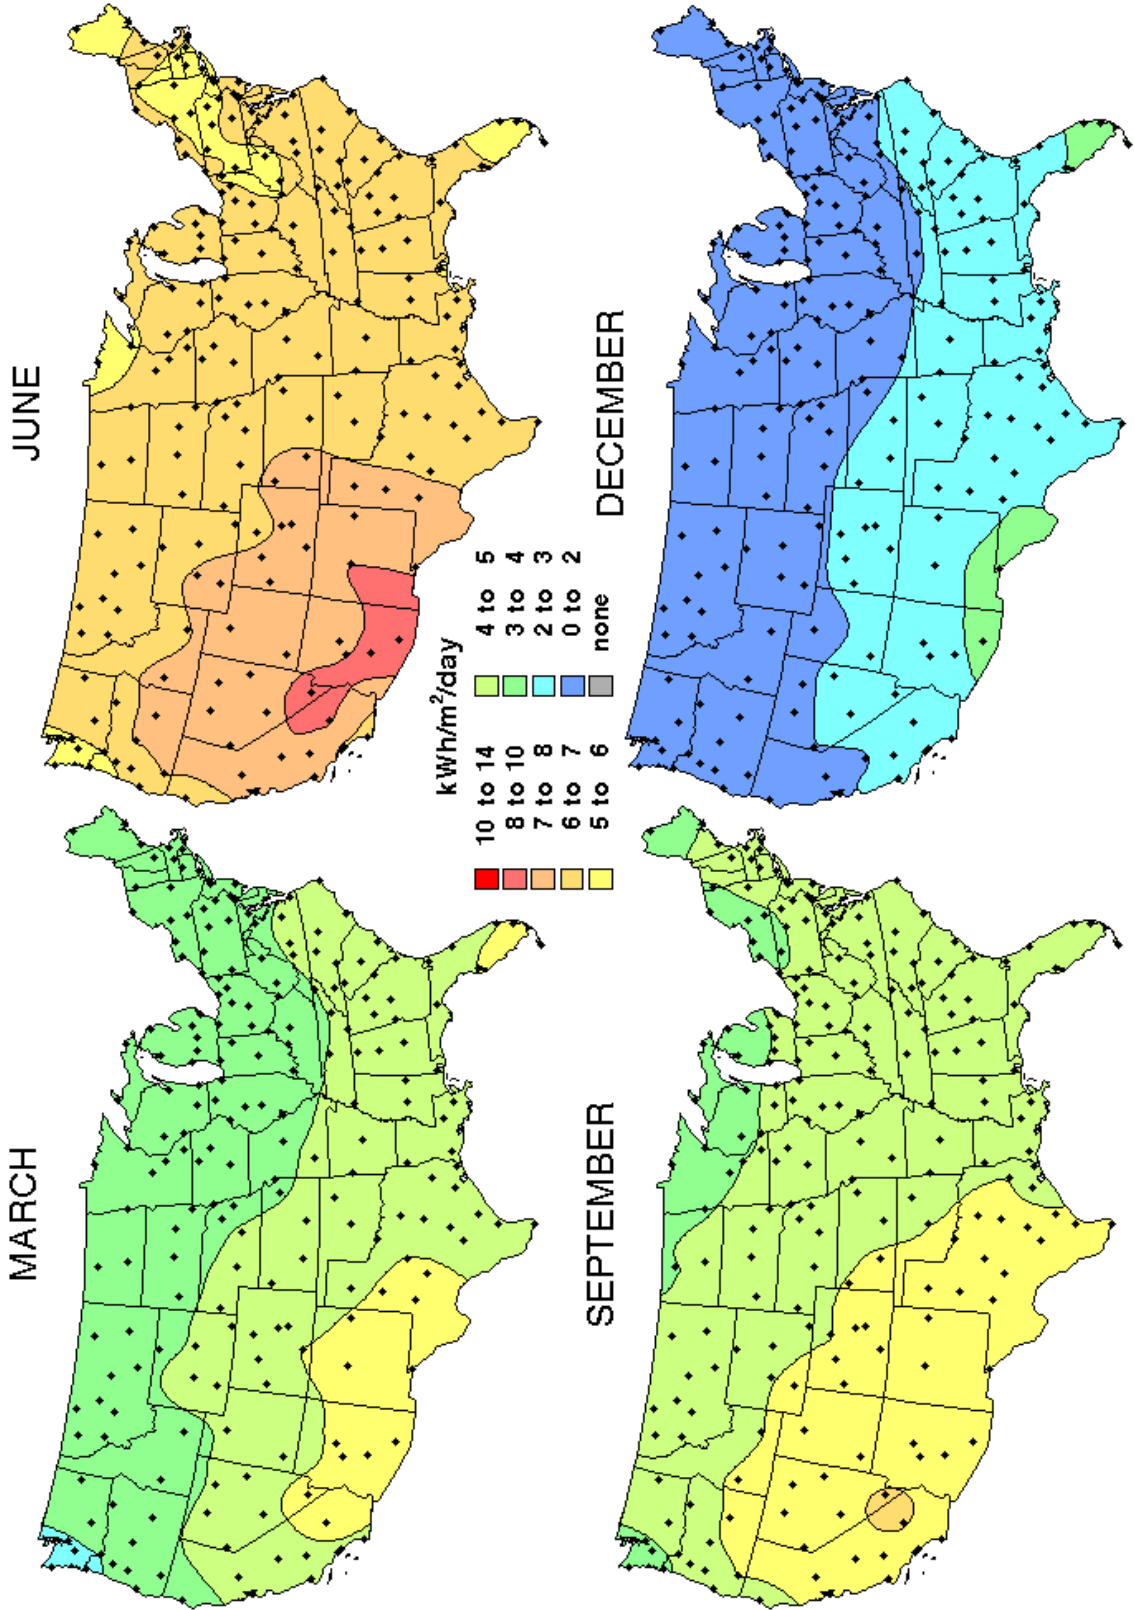 MARCH
JUNE
kWh/m²/day
10 to 14
8 to 10
7 to 8
6 to 7
5 to 6
4 to 5
3 to 4
2 to 3
0 to 2
none
SEPTEMBER
DECEMBER